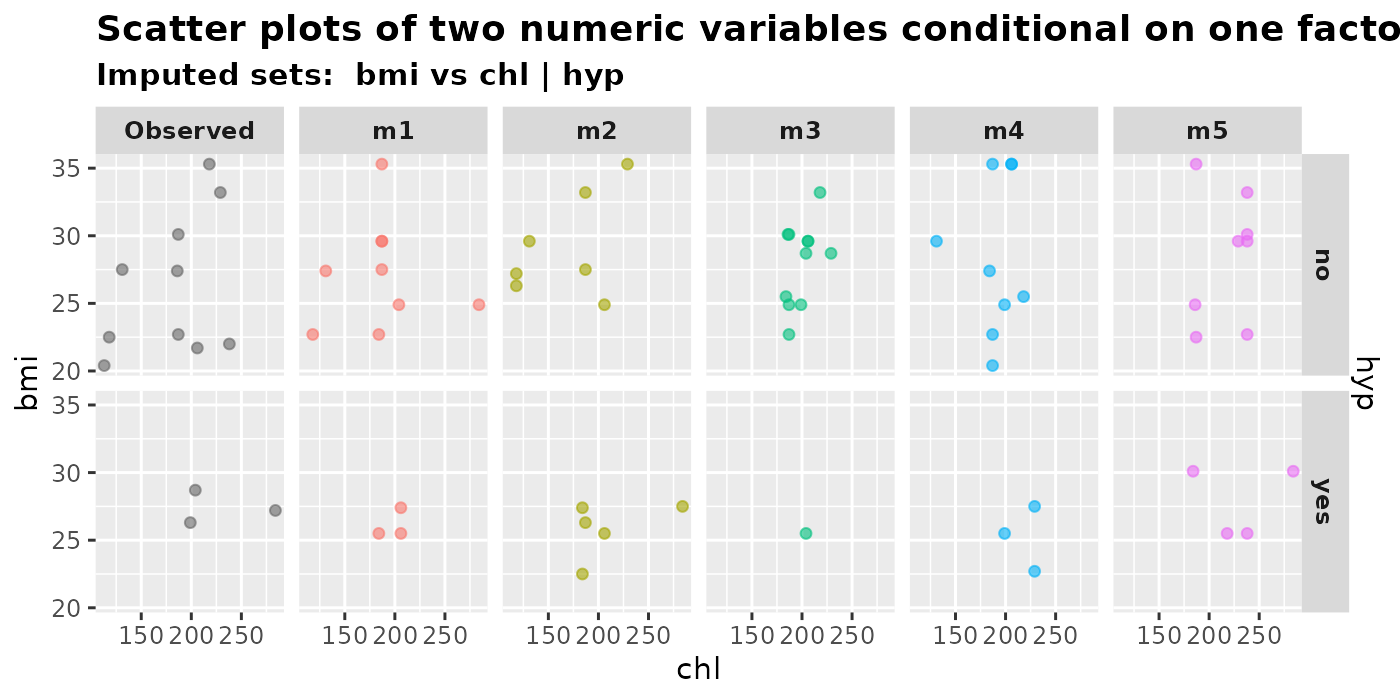 Scatter plots of two numeric variables conditional on one facto
Imputed sets:  bmi vs chl | hyp
Observed m1 m2 m3 m4 m5
35
30
25
20
no
35
30
25
20
yes
bmi
hyp
150 200 250 150 200 250 150 200 250 150 200 250 150 200 250 150 200 250
chl